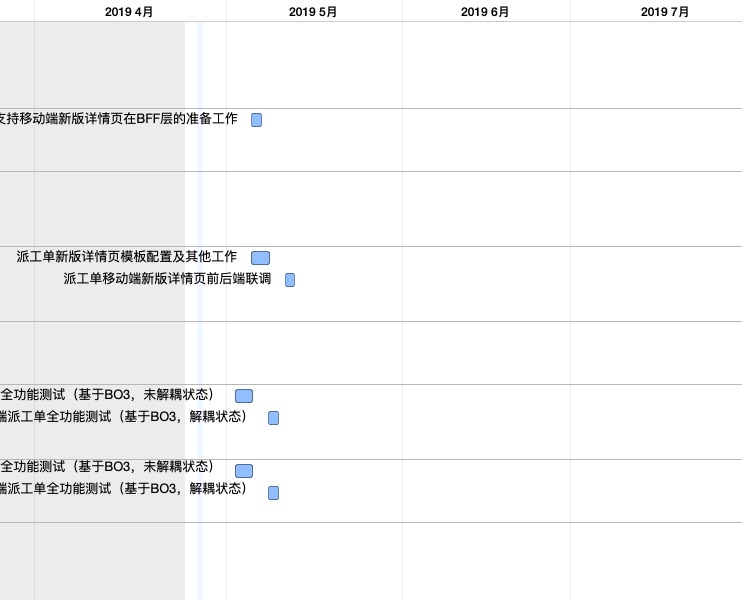 2019 4月
2019 5月
2019 6月
2019 7月
支持移动端新版详情页在BFF层的准备工作
派工单新版详情页模板配置及其他工作
派工单移动端新版详情页前后端联调
全功能测试（基于BO3，未解耦状态）
端派工单全功能测试（基于BO3，解耦状态）
全功能测试（基于BO3，未解耦状态）
端派工单全功能测试（基于BO3，解耦状态）